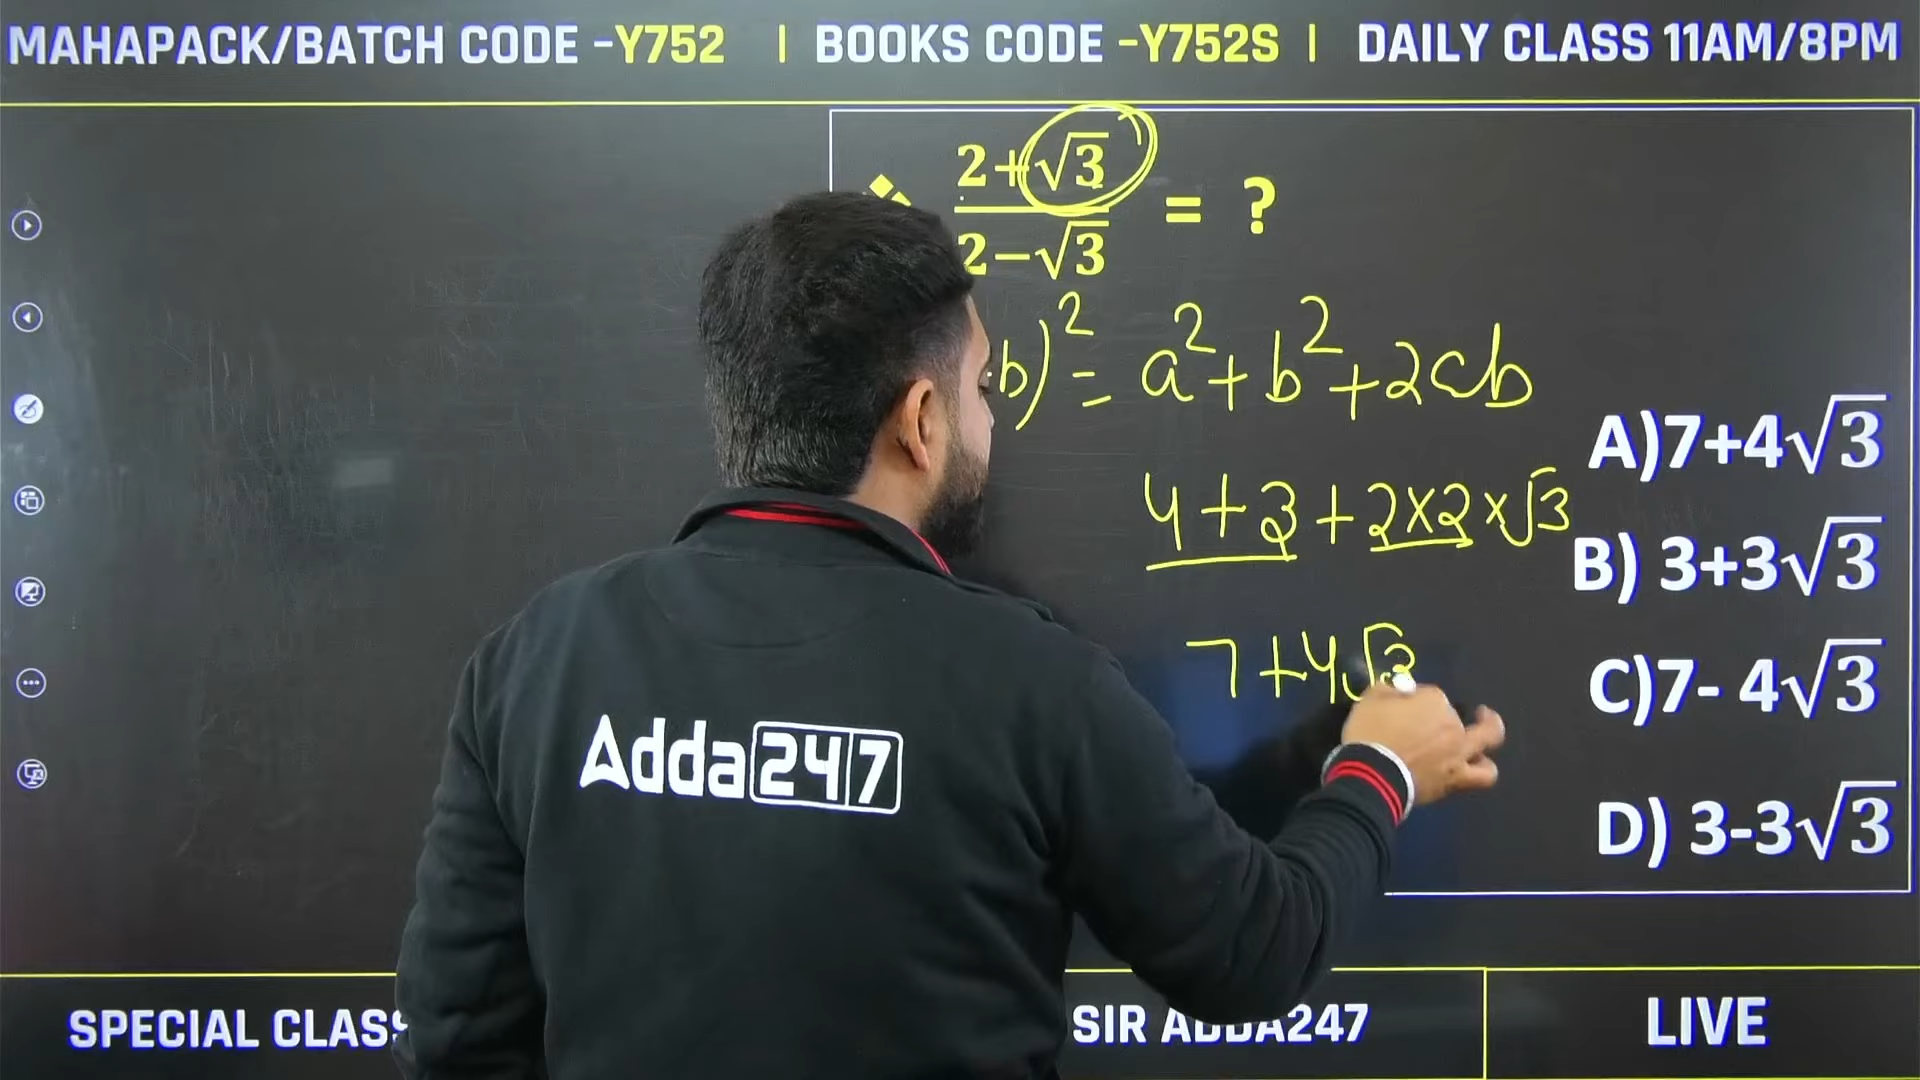 MAHAPACK/BATCH CODE -Y752 | BOOKS CODE -Y752S | DAILY CLASS 11AM/8PM
2+√3
2-√3
= ?
b)² = a²+b²+2ab
4+3+2×2×√3
7+4√3
A)7+4√3
B) 3+3√3
C)7- 4√3
D) 3-3√3
Adda247
SPECIAL CLASS
SIR ADDA247
LIVE